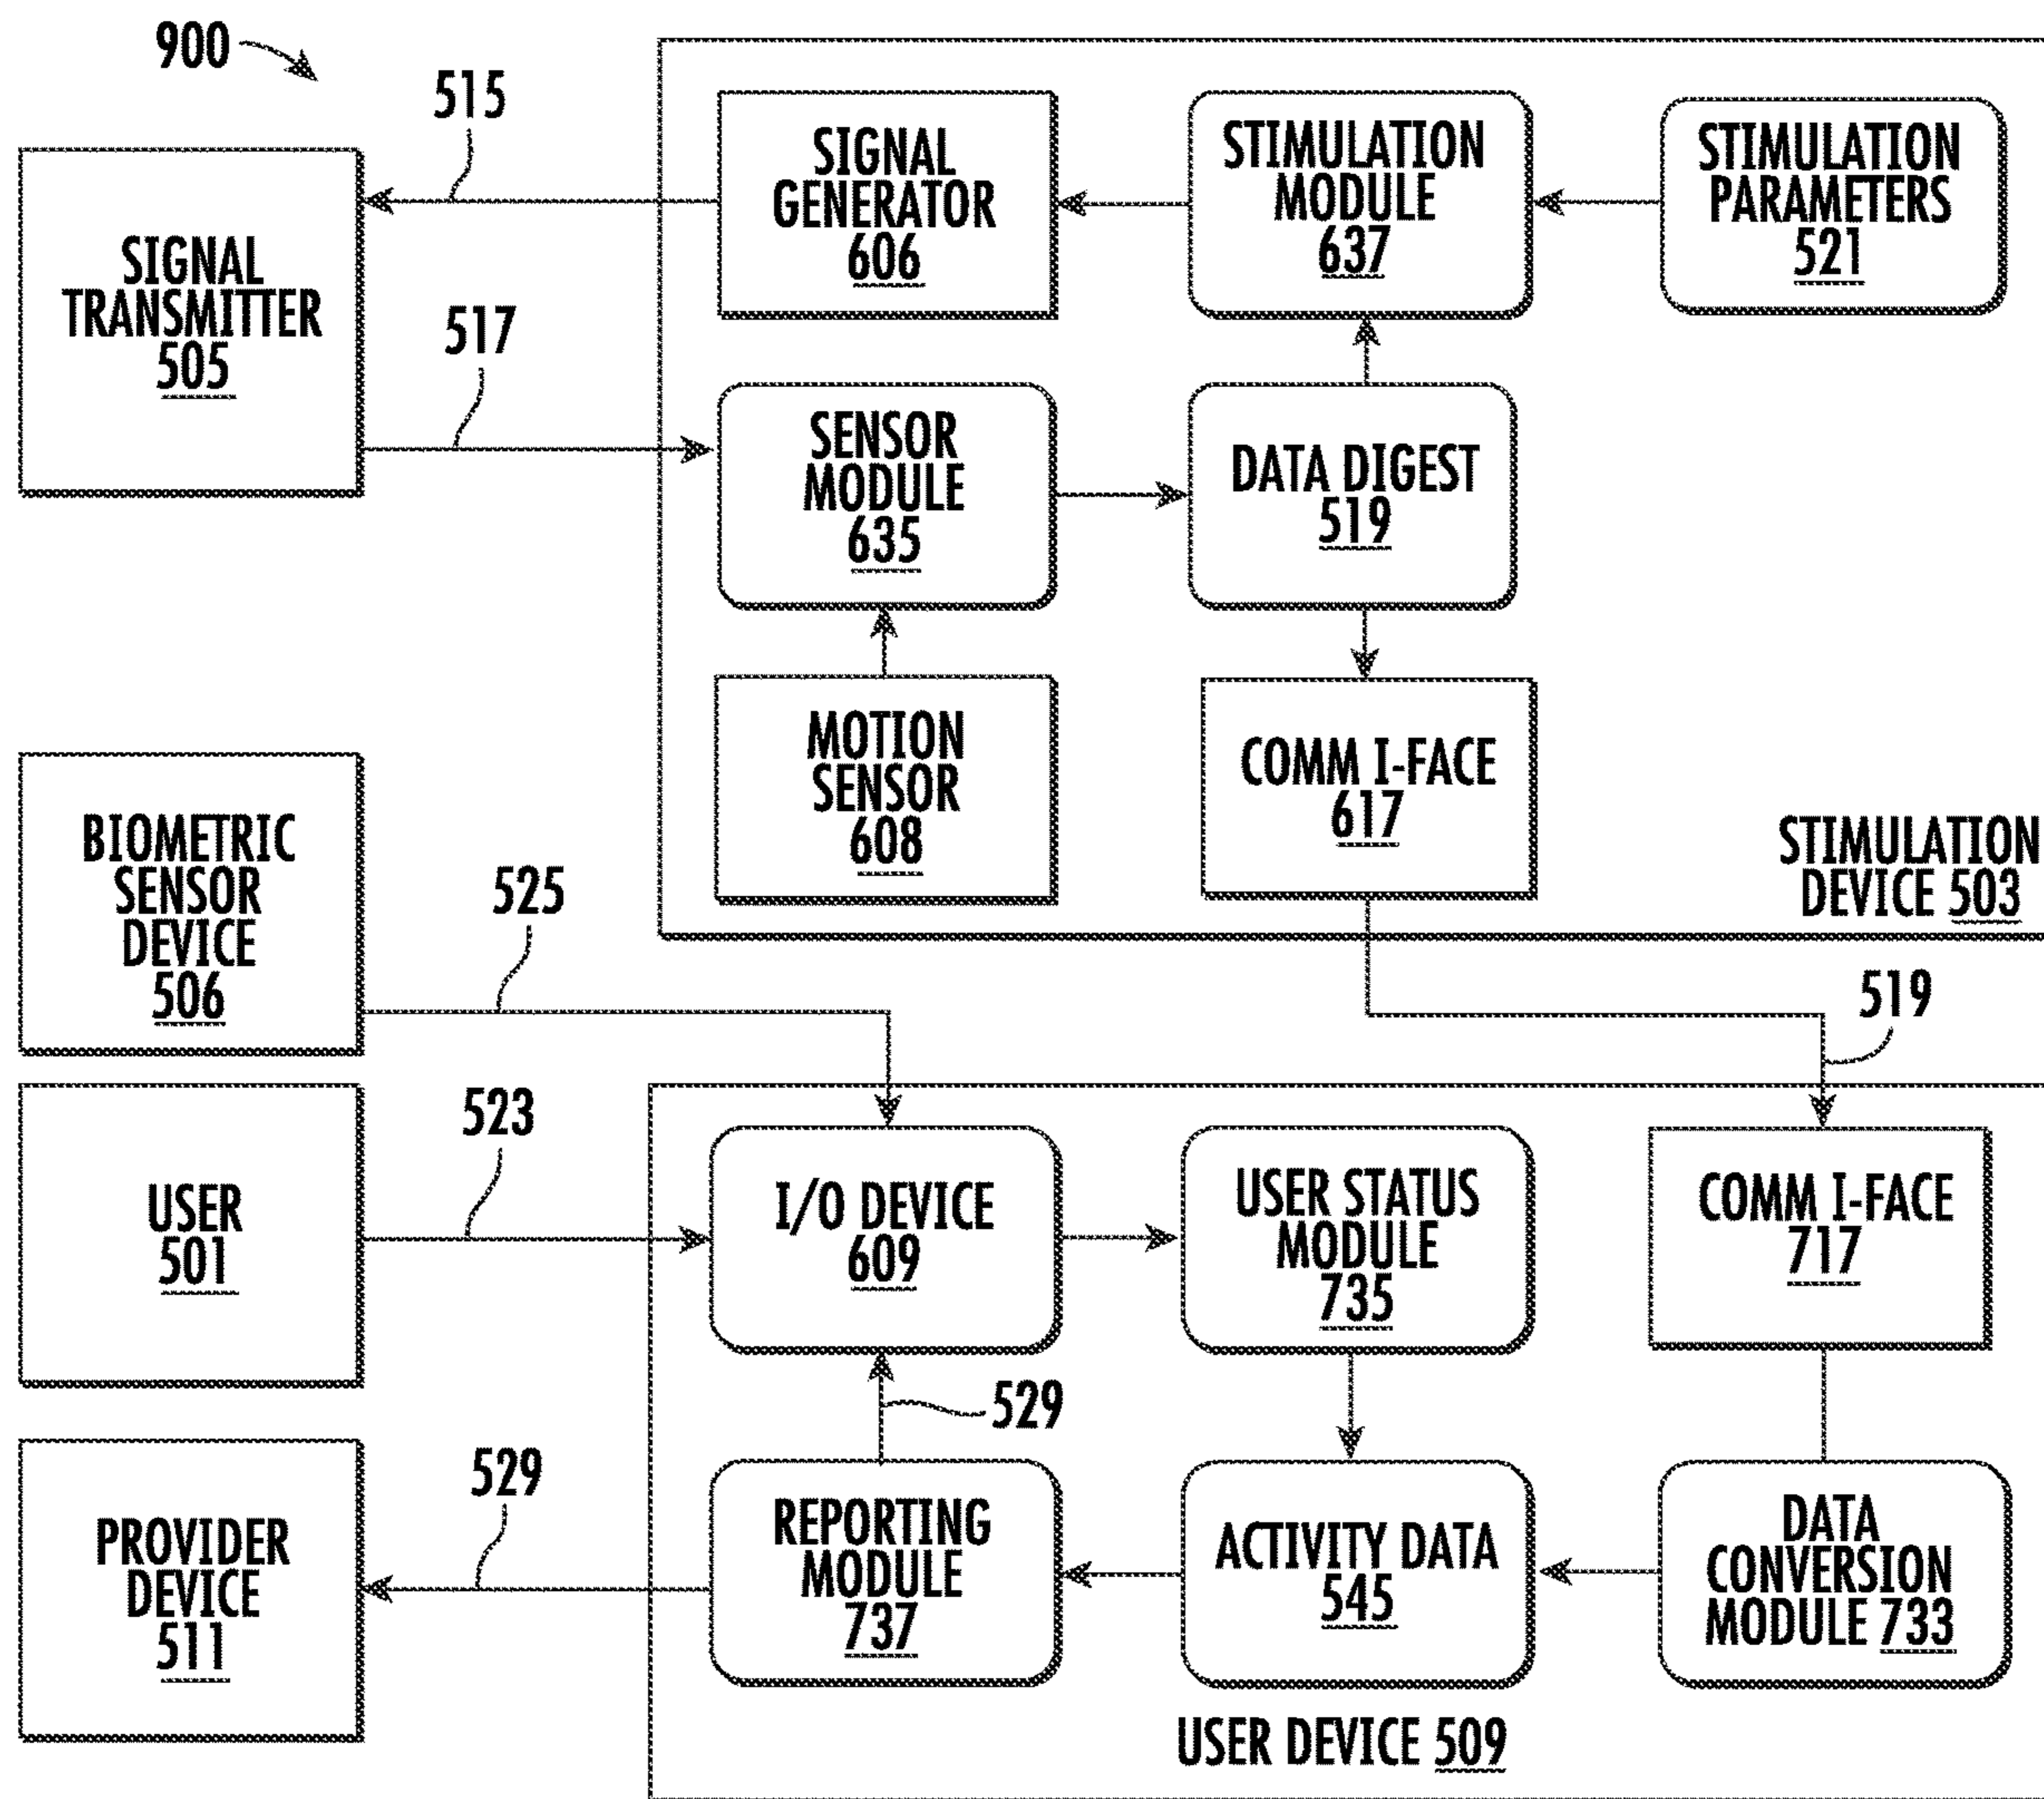 900
515
SIGNAL
TRANSMITTER
505
517
SIGNAL
GENERATOR
606
STIMULATION
MODULE
637
STIMULATION
PARAMETERS
521
SENSOR
MODULE
635
DATA DIGEST
519
MOTION
SENSOR
608
COMM I-FACE
617
STIMULATION
DEVICE 503
BIOMETRIC
SENSOR
DEVICE
506
525
519
USER
501
523
I/O DEVICE
609
USER STATUS
MODULE
735
COMM I-FACE
717
529
PROVIDER
DEVICE
511
529
REPORTING
MODULE
737
ACTIVITY DATA
545
DATA
CONVERSION
MODULE 733
USER DEVICE 509